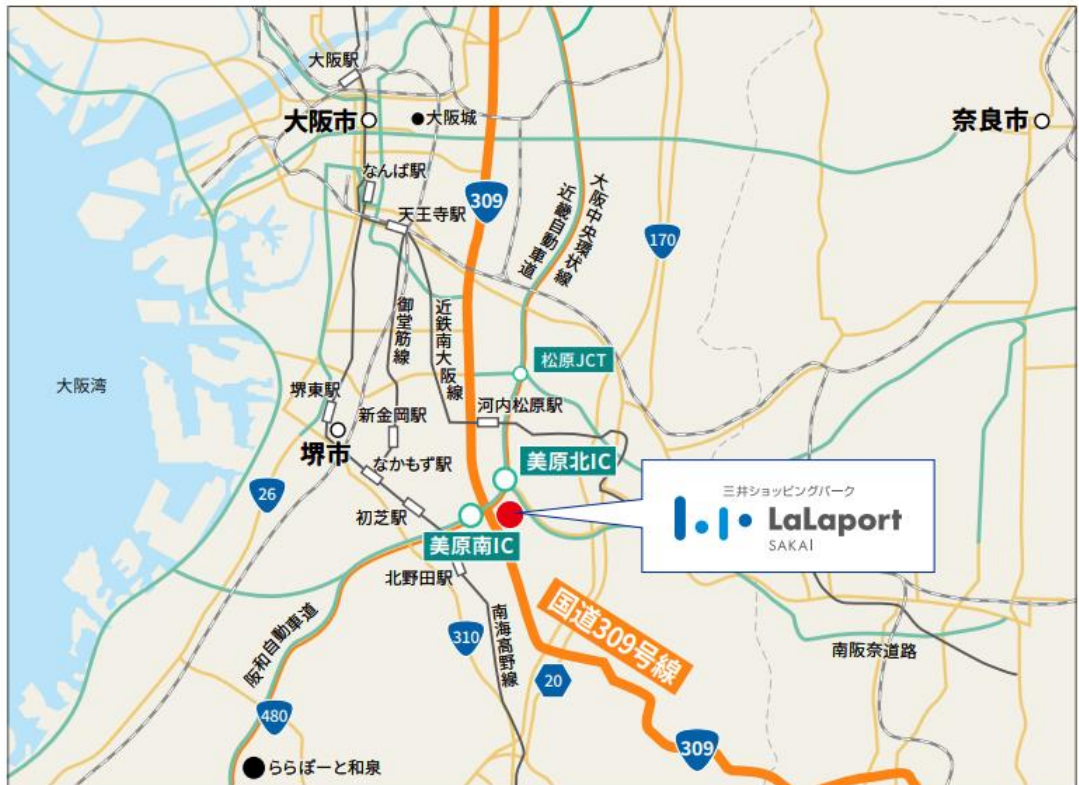 大阪駅
大阪市
大阪城
奈良市
なんば駅
309
天王寺駅
大阪中央環状線
近畿自動車道
170
御堂筋線
近鉄南大阪線
松原JCT
大阪湾
堺東駅
新金岡駅
河内松原駅
堺市
なかもず駅
美原北IC
26
三井ショッピングパーク
LaLaport
SAKAI
初芝駅
美原南IC
北野田駅
国道309号線
阪和自動車道
310
南海高野線
南阪奈道路
20
480
309
ららぽーと和泉